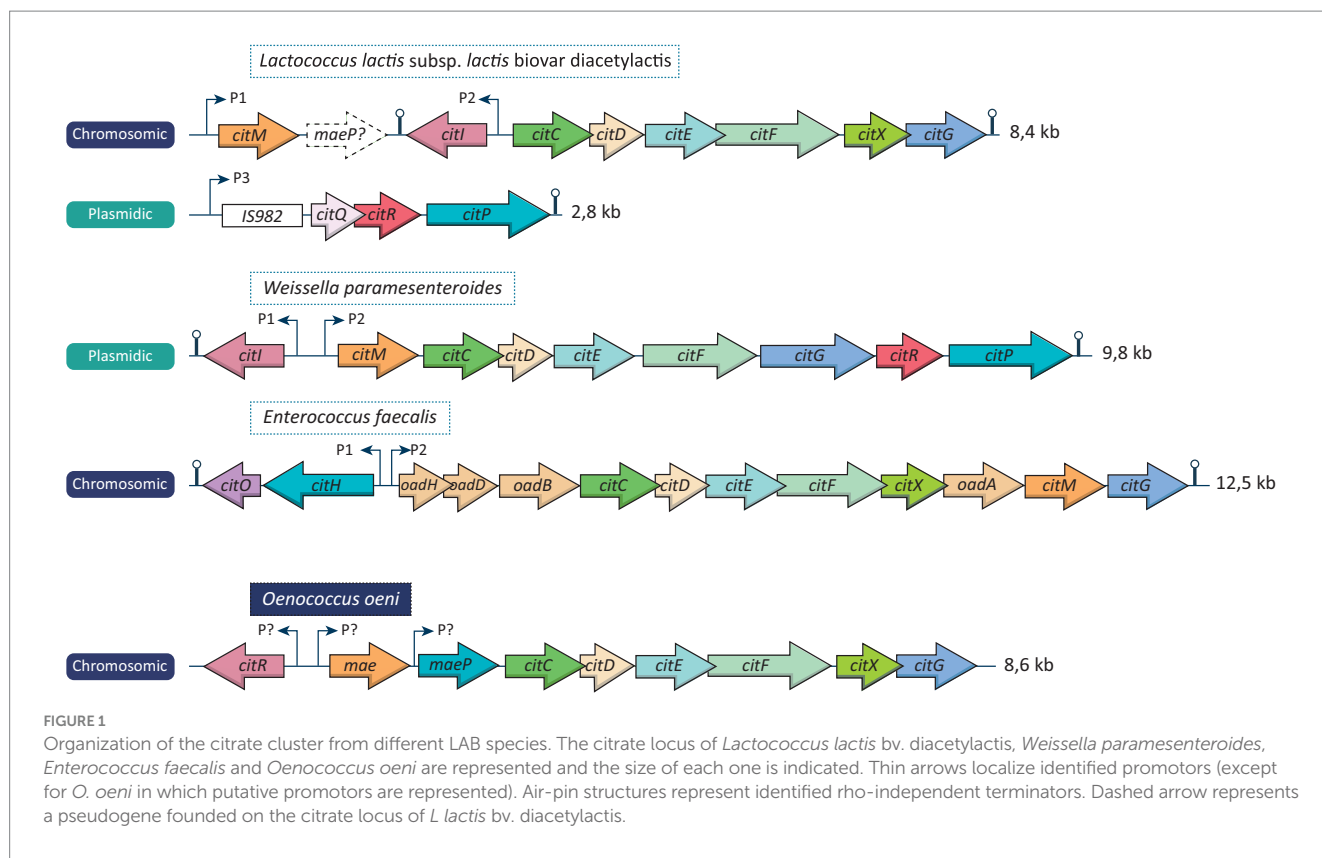 Lactococcus lactis subsp. lactis biovar diacetylactis
P1 P2
Chromosomic citM maeP? citI citC citD citE citF citX citG 8,4 kb
P3
Plasmidic IS982 citQ citR citP 2,8 kb
Weissella paramesenteroides
P1 P2
Plasmidic citI citM citC citD citE citF citG citR citP 9,8 kb
Enterococcus faecalis
P1 P2
Chromosomic citO citH oadH oadD oadB citC citD citE citF citX oadA citM citG 12,5 kb
Oenococcus oeni
P? P? P?
Chromosomic citR mae maeP citC citD citE citF citX citG 8,6 kb
FIGURE 1
Organization of the citrate cluster from different LAB species. The citrate locus of Lactococcus lactis bv. diacetylactis, Weissella paramesenteroides,
Enterococcus faecalis and Oenococcus oeni are represented and the size of each one is indicated. Thin arrows localize identified promotors (except
for O. oeni in which putative promotors are represented). Air-pin structures represent identified rho-independent terminators. Dashed arrow represents
a pseudogene founded on the citrate locus of L lactis bv. diacetylactis.